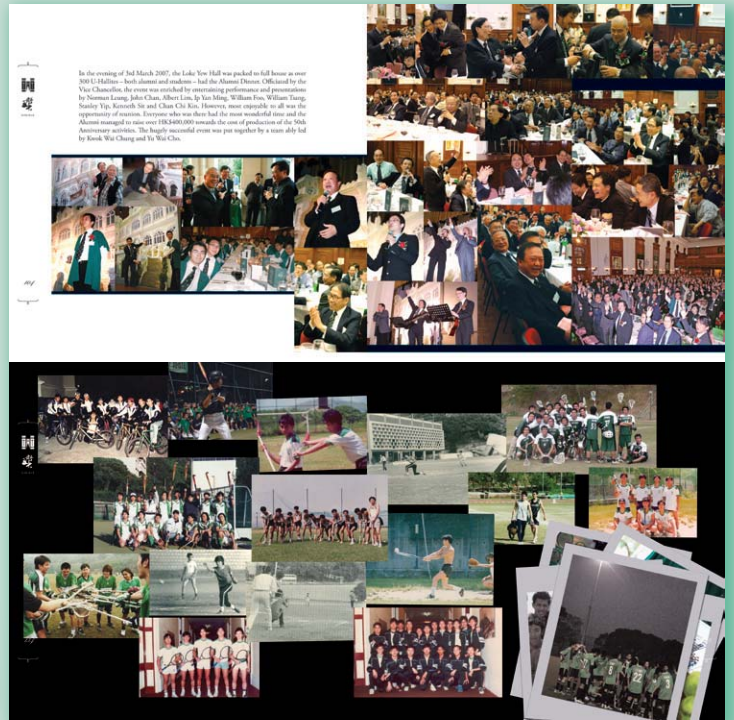 In the evening of 3rd March 2007, the Loke Yew Hall was packed to full house as over
300 U-Hallites – both alumni and students – had the Alumni Dinner. Officiated by the
Vice Chancellor, the event was enriched by entertaining performance and presentations
by Norman Leung, John Chan, Albert Lim, Ip Yan Ming, William Foo, William Tsang,
Stanley Yip, Kenneth Sit and Chan Chi Kin. However, most enjoyable to all was the
opportunity of reunion. Everyone who was there had the most wonderful time and the
Alumni managed to raise over HK$400,000 towards the cost of production of the 50th
Anniversary activities. The hugely successful event was put together by a team ably led
by Kwok Wai Chung and Yu Wai Cho.
22